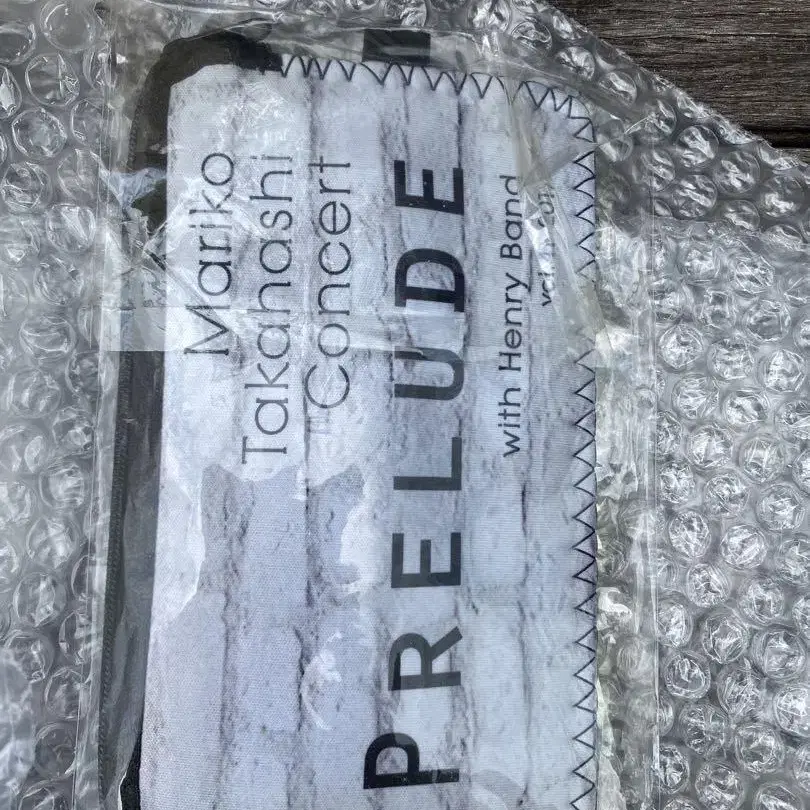 Mariko
Takahashi
Concert
PRELUDE
with Henry Band